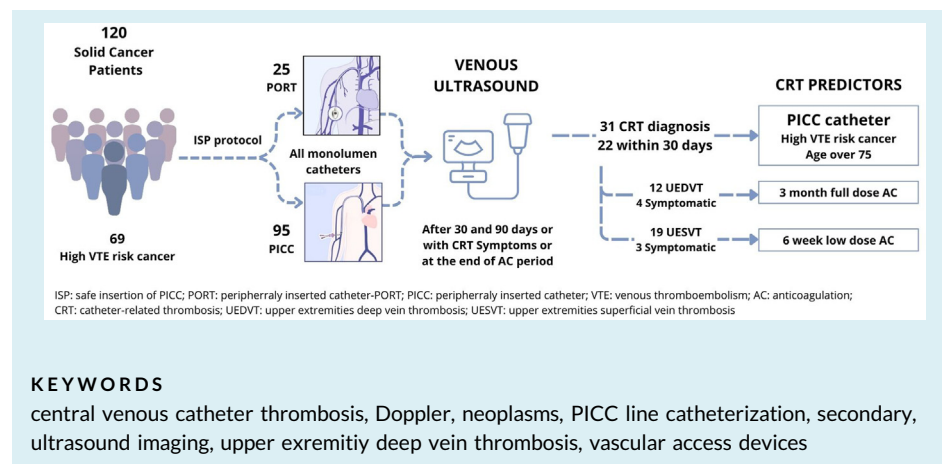 120
Solid Cancer
Patients
69
High VTE risk cancer
ISP protocol
25
PORT
All monolumen
catheters
95
PICC
VENOUS
ULTRASOUND
After 30 and 90 days or
with CRT Symptoms or
at the end of AC period
31 CRT diagnosis
22 within 30 days
12 UEDVT
4 Symptomatic
19 UESVT
3 Symptomatic
CRT PREDICTORS
PICC catheter
High VTE risk cancer
Age over 75
3 month full dose AC
6 week low dose AC
ISP: safe insertion of PICC; PORT: peripherraly inserted catheter-PORT; PICC: peripherraly inserted catheter; VTE: venous thromboembolism; AC: anticoagulation;
CRT: catheter-related thrombosis; UEDVT: upper extremities deep vein thrombosis; UESVT: upper extremities superficial vein thrombosis
KEYWORDS
central venous catheter thrombosis, Doppler, neoplasms, PICC line catheterization, secondary,
ultrasound imaging, upper exremitiy deep vein thrombosis, vascular access devices